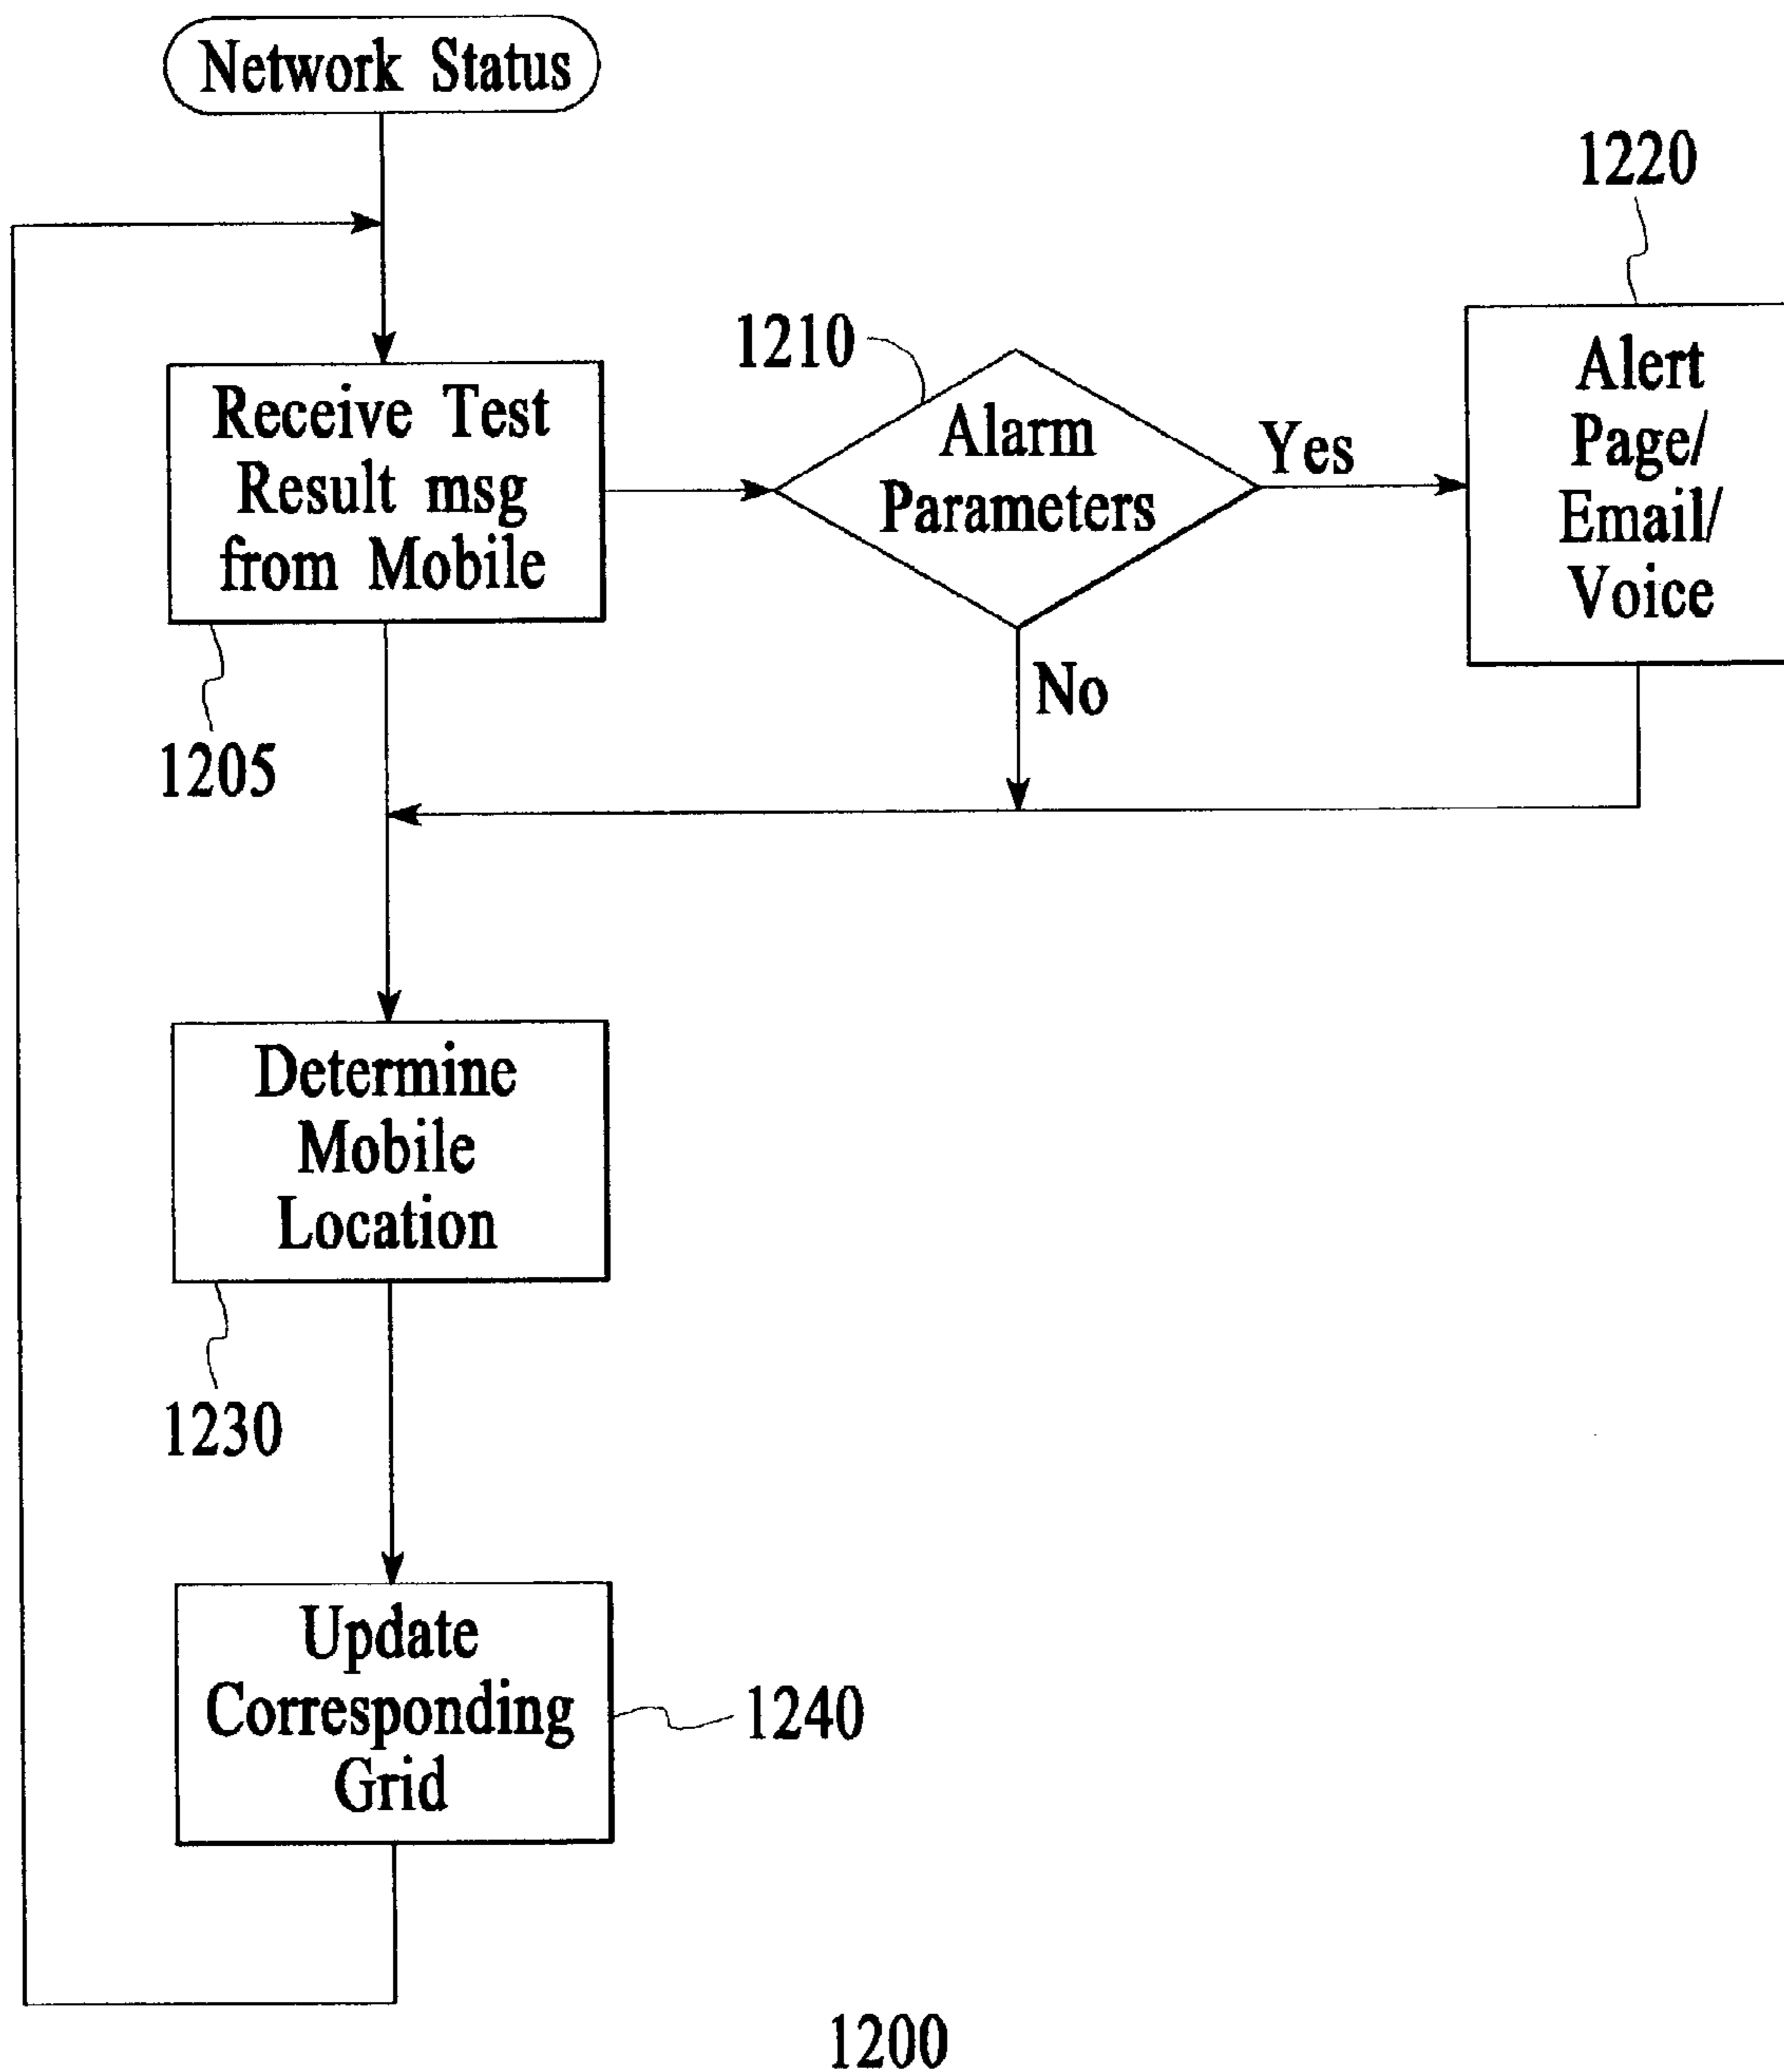 Network Status
1220
1210
Receive Test
Result msg
from Mobile
Alarm
Parameters
Yes
Alert
Page/
Email/
Voice
No
1205
Determine
Mobile
Location
1230
Update
Corresponding
Grid
1240
1200